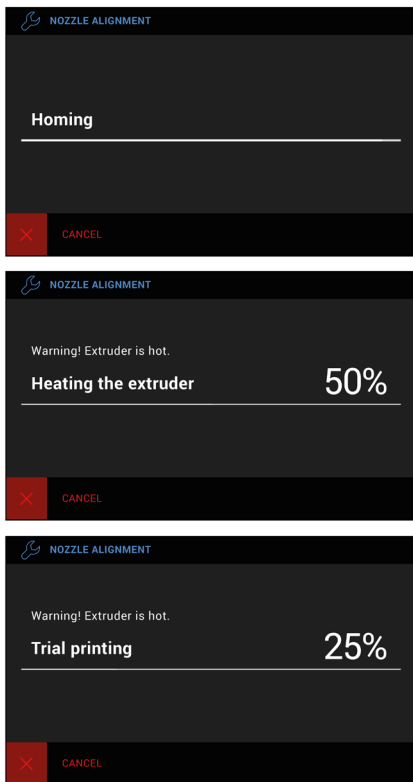 NOZZLE ALIGNMENT
Homing
CANCEL
NOZZLE ALIGNMENT
Warning! Extruder is hot.
Heating the extruder 50%
CANCEL
NOZZLE ALIGNMENT
Warning! Extruder is hot.
Trial printing 25%
CANCEL